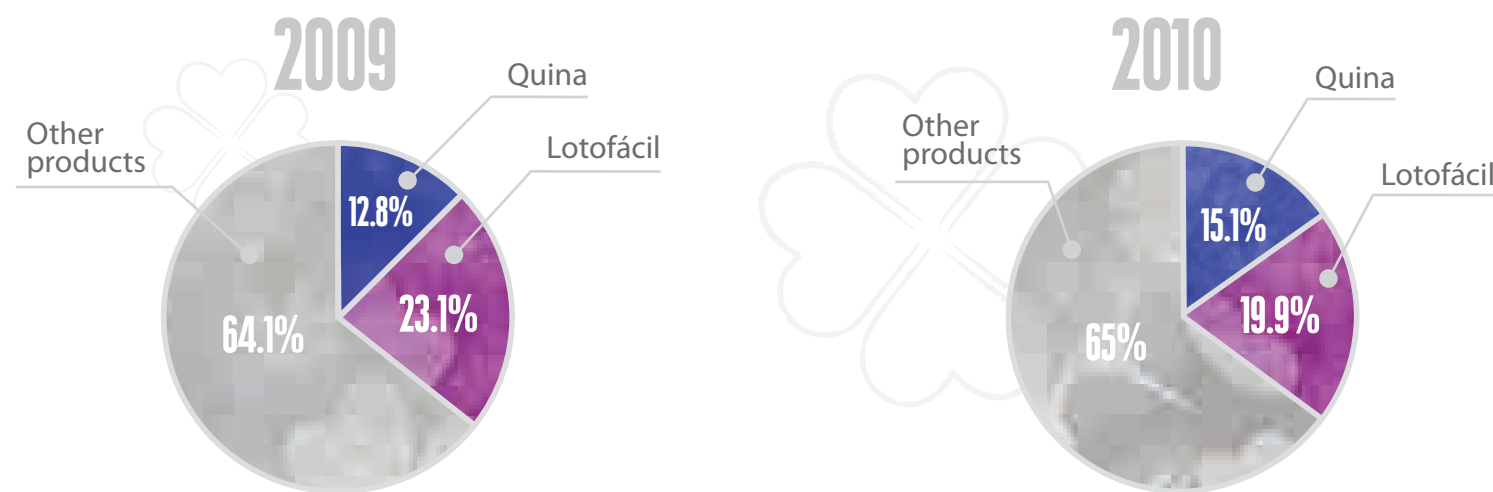 2009
Quina
Other
products
Lotofácil
12.8%
23.1%
64.1%
2010
Quina
Other
products
Lotofácil
15.1%
19.9%
65%